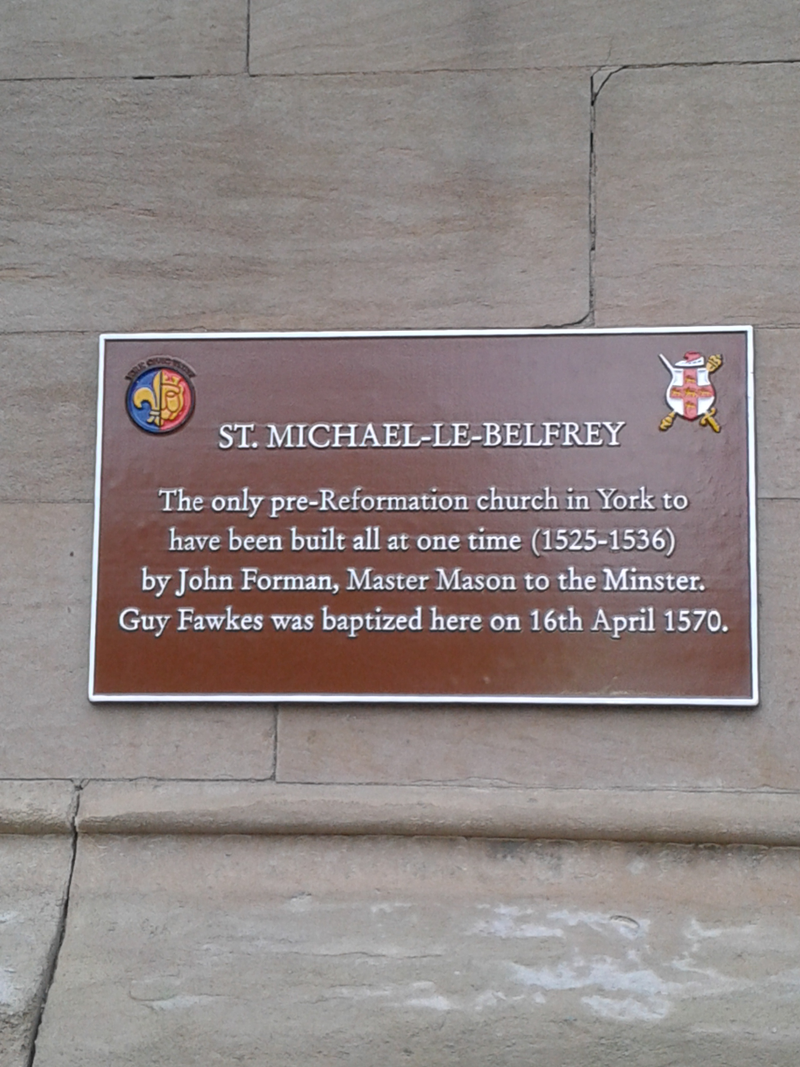 ST. MICHAEL-LE-BELFREY
The only pre-Reformation church in York to
have been built all at one time (1525-1536)
by John Forman, Master Mason to the Minster.
Guy Fawkes was baptized here on 16th April 1570.